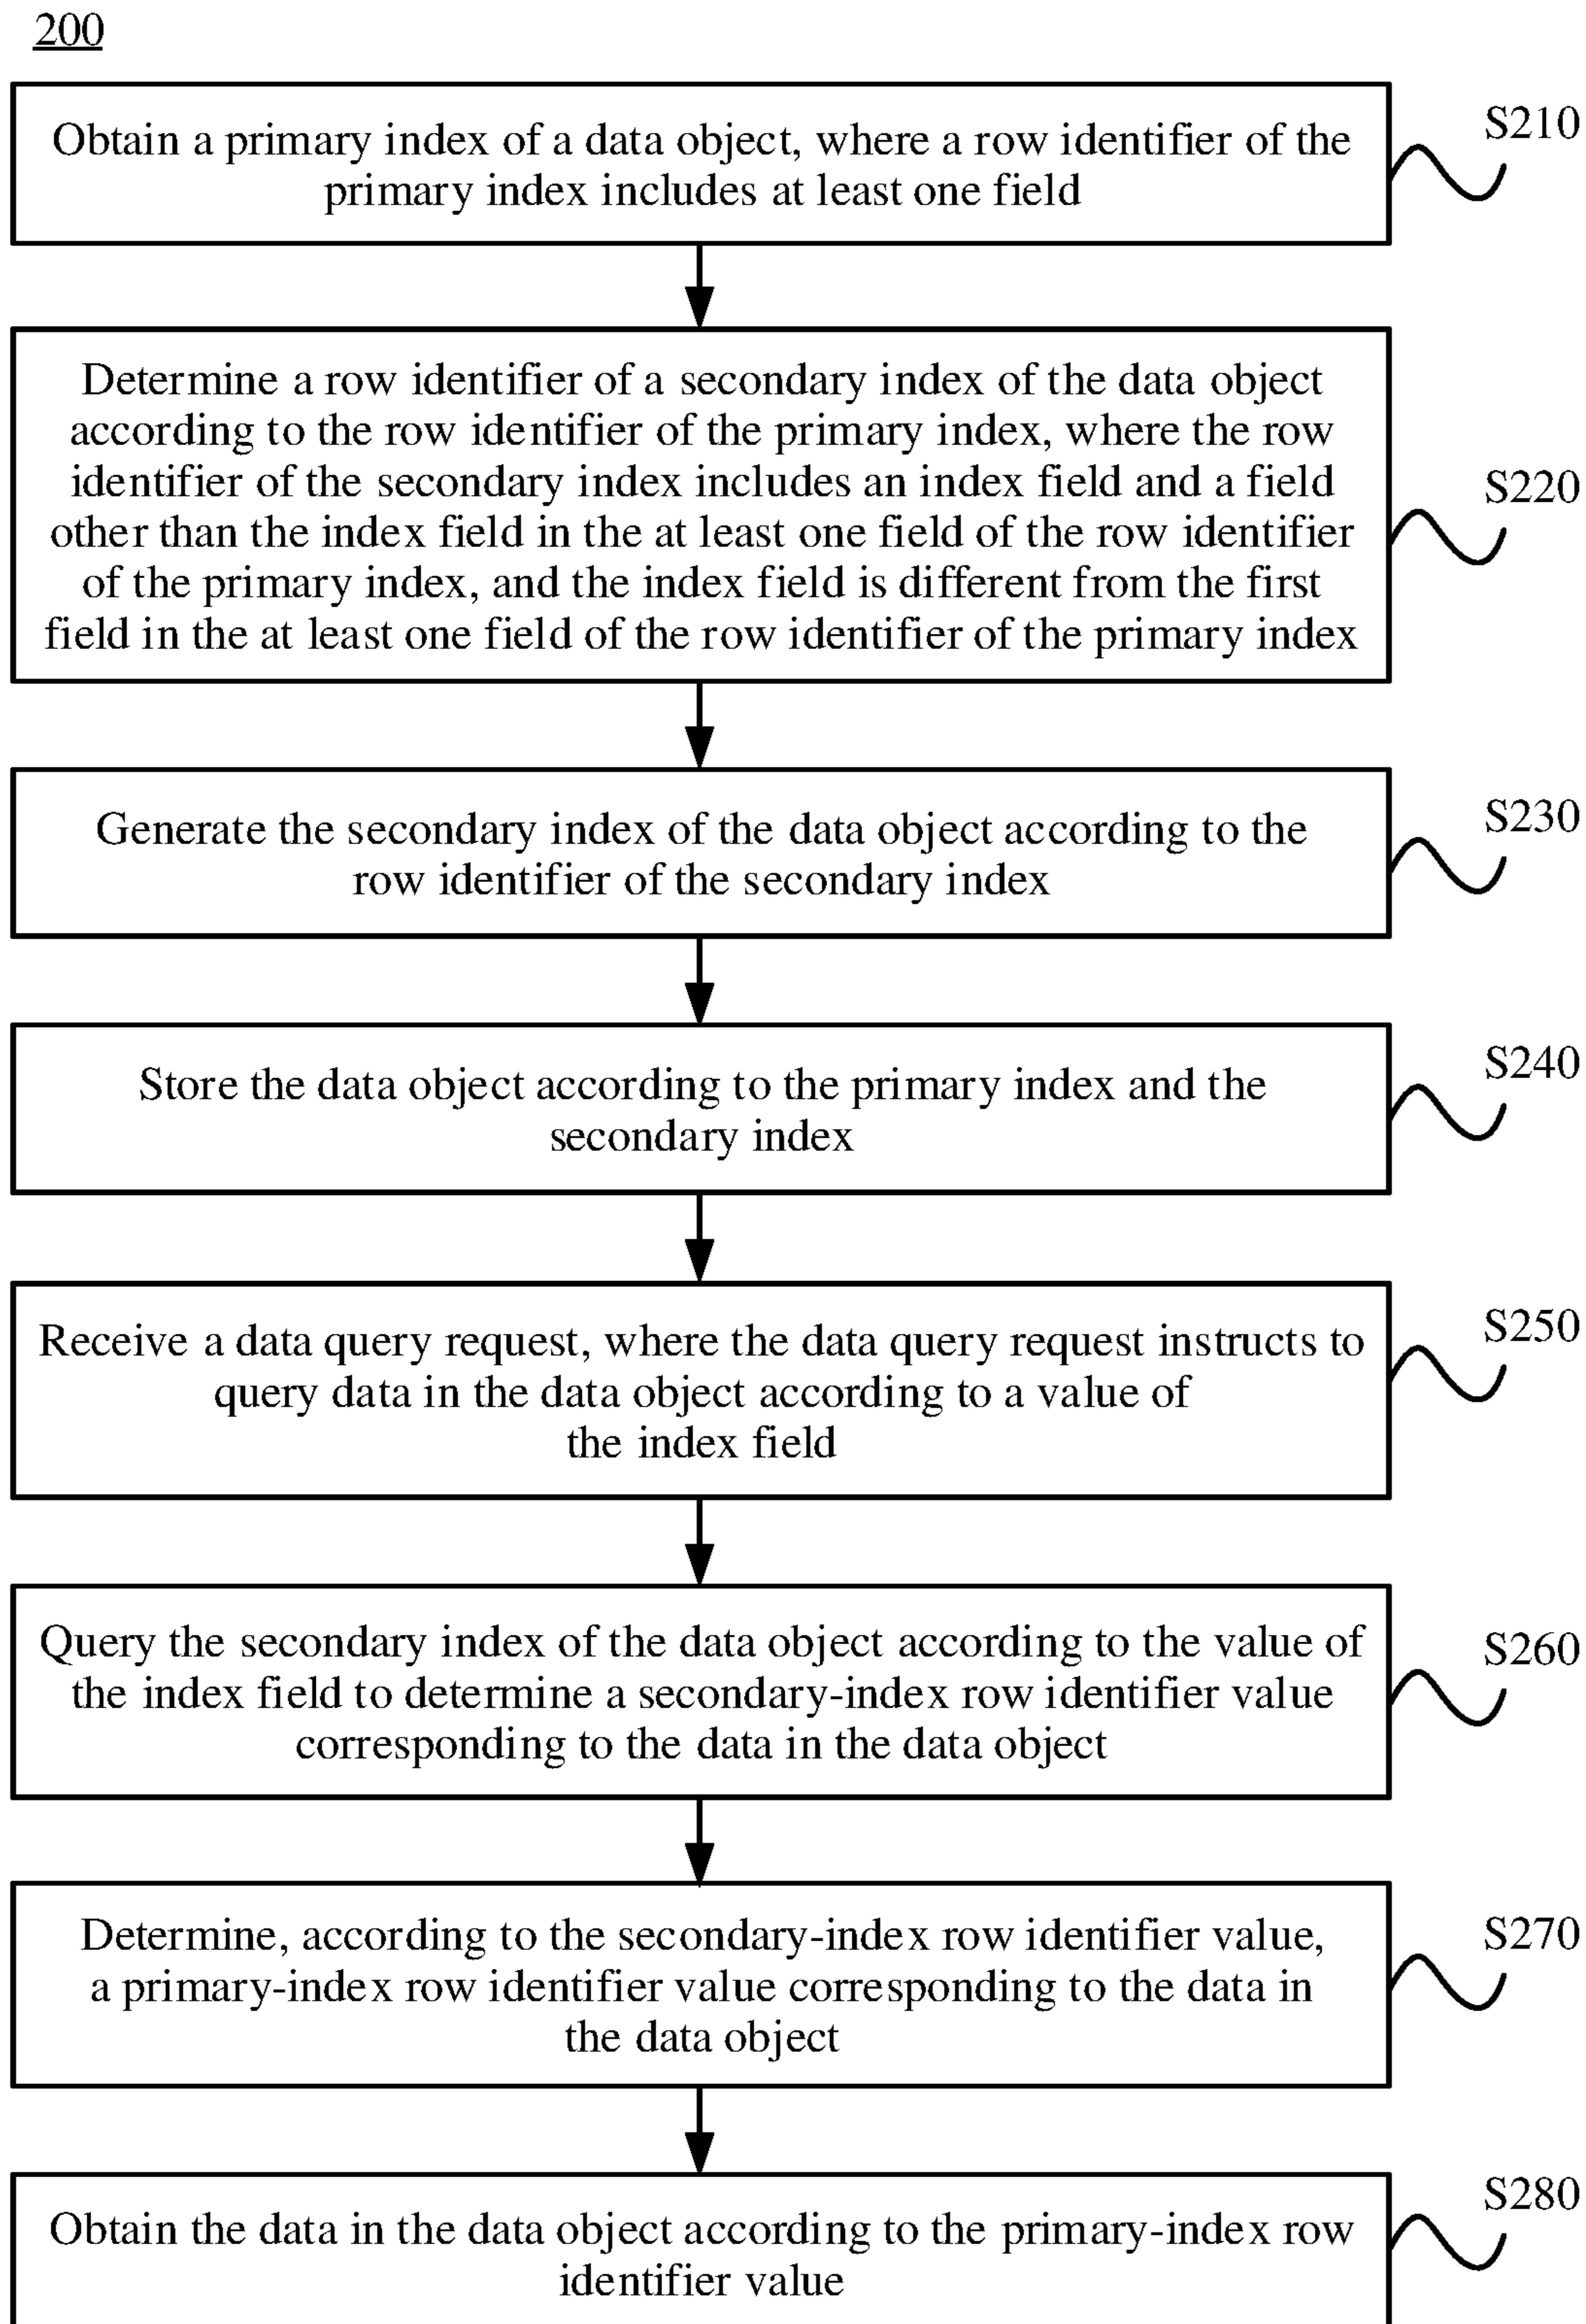 200
Obtain a primary index of a data object, where a row identifier of the
primary index includes at least one field
S210
Determine a row identifier of a secondary index of the data object
according to the row identifier of the primary index, where the row
identifier of the secondary index includes an index field and a field
other than the index field in the at least one field of the row identifier
of the primary index, and the index field is different from the first
field in the at least one field of the row identifier of the primary index
S220
Generate the secondary index of the data object according to the
row identifier of the secondary index
S230
Store the data object according to the primary index and the
secondary index
S240
Receive a data query request, where the data query request instructs to
query data in the data object according to a value of
the index field
S250
Query the secondary index of the data object according to the value of
the index field to determine a secondary-index row identifier value
corresponding to the data in the data object
S260
Determine, according to the secondary-index row identifier value,
a primary-index row identifier value corresponding to the data in
the data object
S270
Obtain the data in the data object according to the primary-index row
identifier value
S280